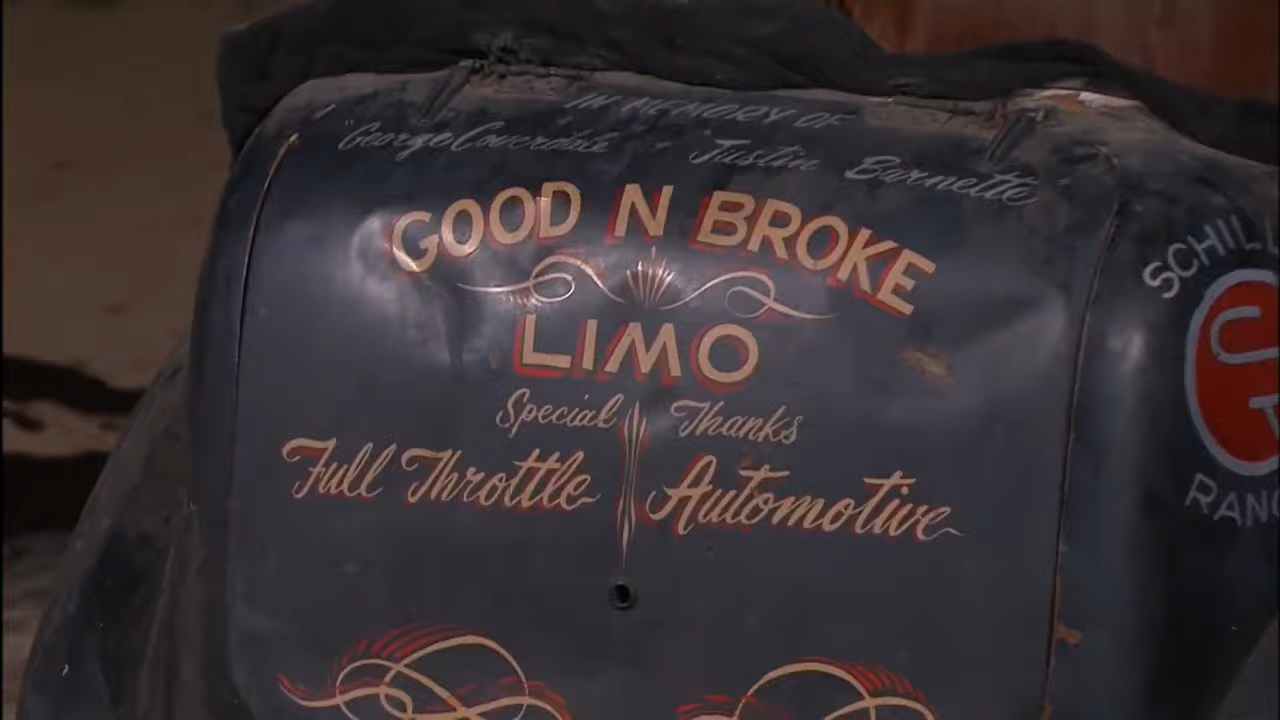 IN MEMORY OF
"George Coverdale" + "Justin Barnette"
GOOD N BROKE
LIMO
Special Thanks
Full Throttle Automotive
SCHILL
RANC